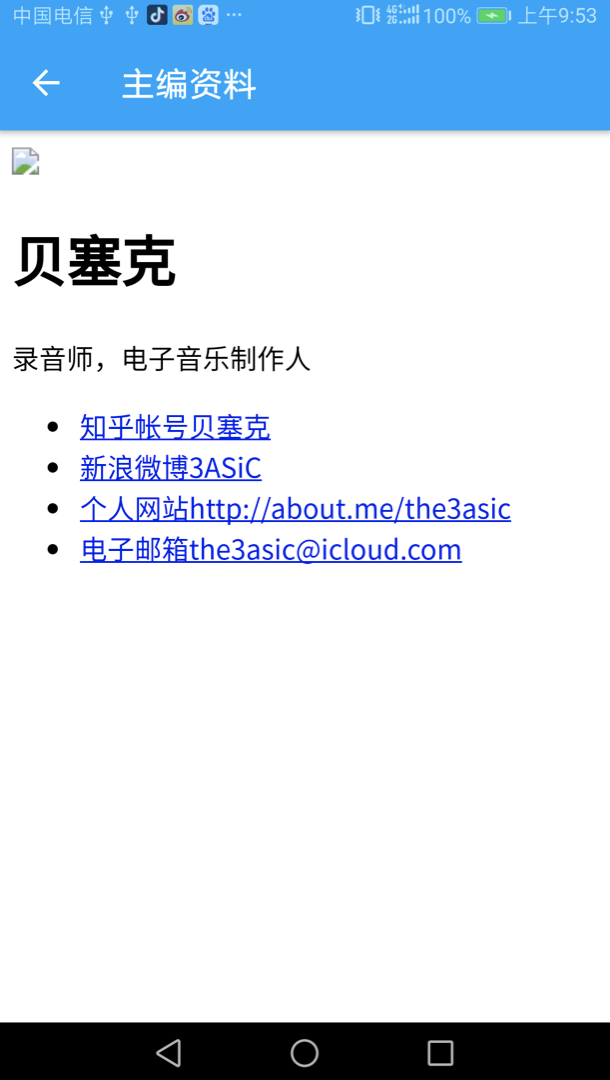 中国电信 100% 上午9:53
主编资料
贝塞克
录音师，电子音乐制作人
知乎帐号贝塞克
新浪微博3ASiC
个人网站http://about.me/the3asic
电子邮箱the3asic@icloud.com